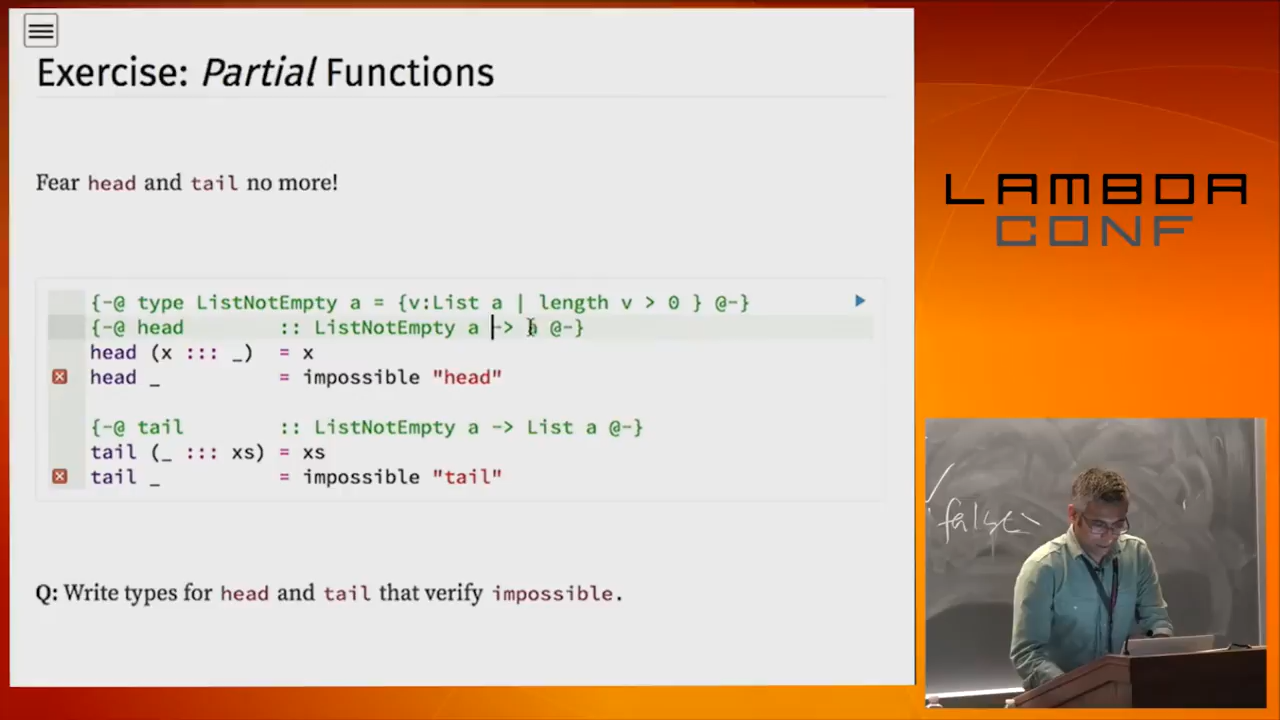 Exercise: Partial Functions
Fear head and tail no more!
{-@ type ListNotEmpty a = {v:List a | length v > 0 } @-}
{-@ head :: ListNotEmpty a -> a @-}
head (x ::: _) = x
head _ = impossible "head"
{-@ tail :: ListNotEmpty a -> List a @-}
tail (_ ::: xs) = xs
tail _ = impossible "tail"
Q: Write types for head and tail that verify impossible.
LAMBDA
CONF
false